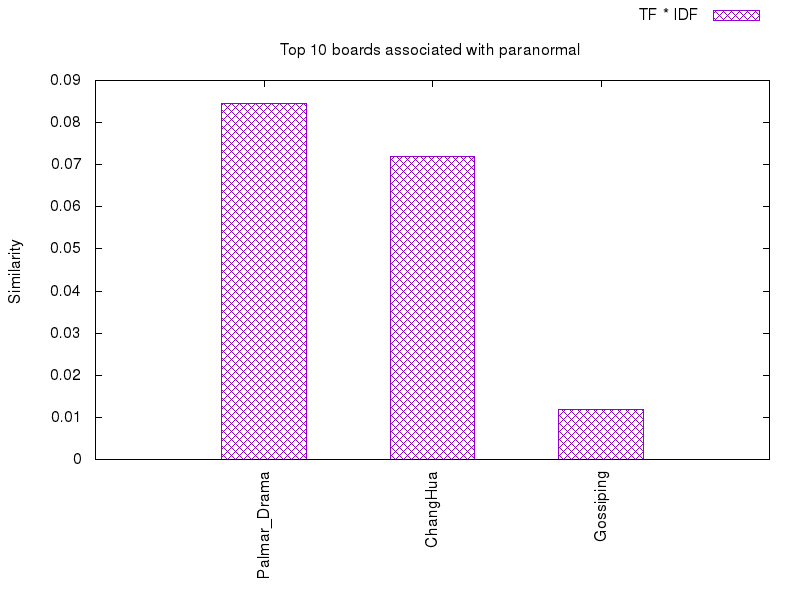 TF * IDF
Top 10 boards associated with paranormal
0.09
0.08
0.07
0.06
0.05
0.04
0.03
0.02
0.01
0
Similarity
Palmar_Drama
ChangHua
Gossiping